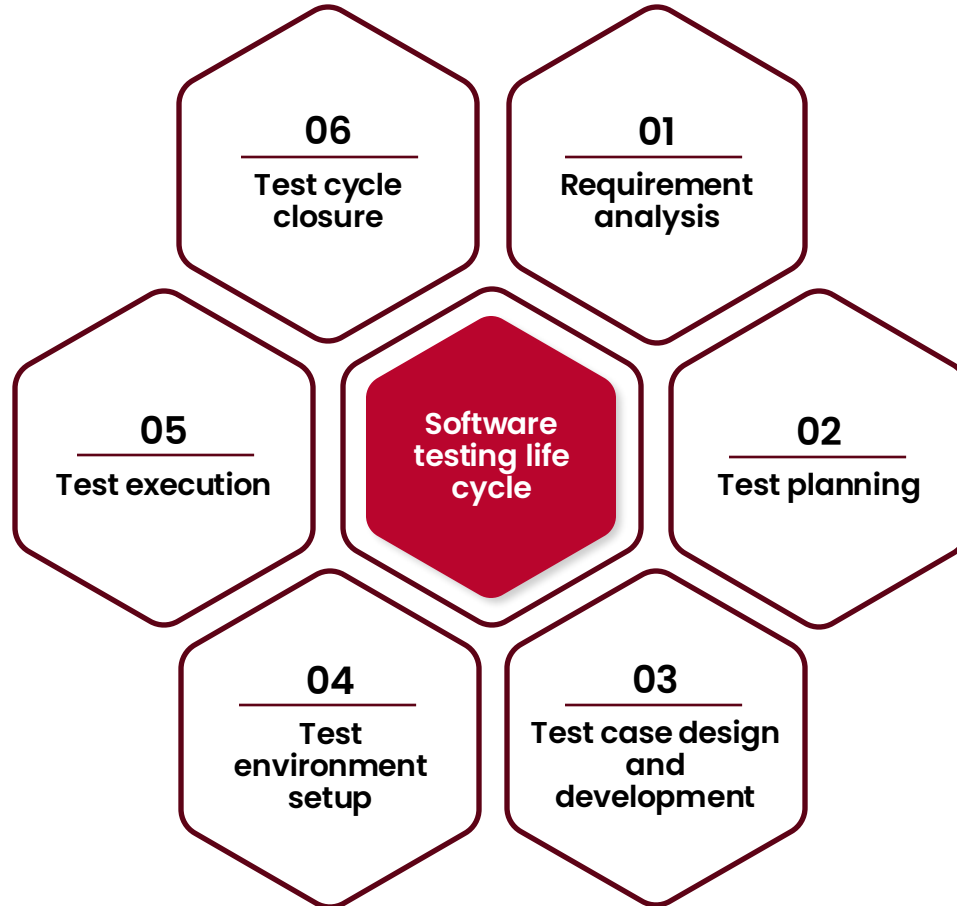 06
Test cycle
closure
01
Requirement
analysis
05
Test execution
Software
testing life
cycle
02
Test planning
04
Test
environment
setup
03
Test case design
and
development